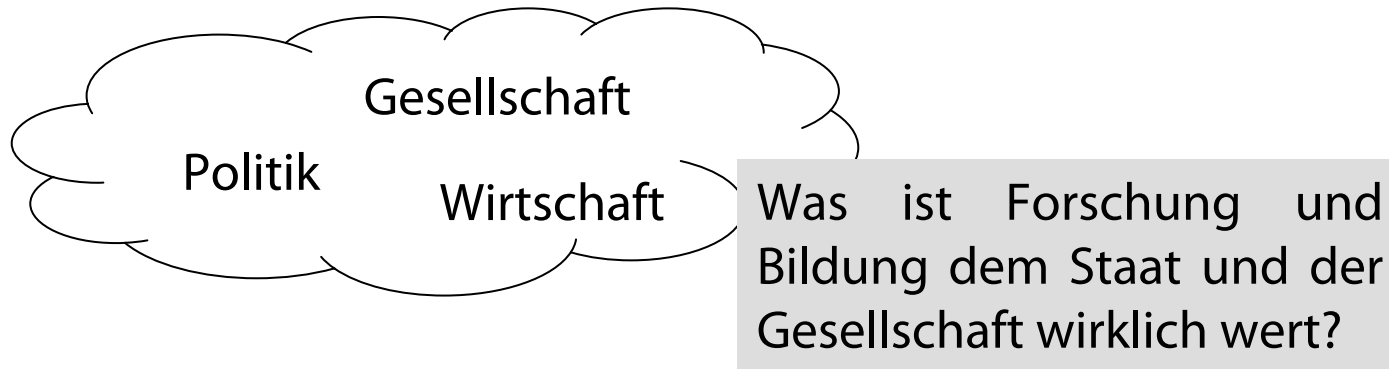 Gesellschaft
Politik
Wirtschaft
Was ist Forschung und
Bildung dem Staat und der
Gesellschaft wirklich wert?